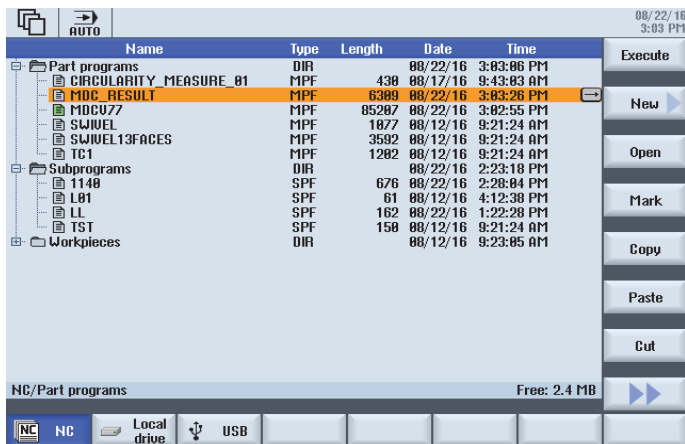 AUTO
08/22/16
3:03 PM
Name Type Length Date Time
Part programs DIR 08/22/16 3:03:06 PM
CIRCULARITY_MEASURE_01 MPF 430 08/17/16 9:43:03 AM
MDC_RESULT MPF 6309 08/22/16 3:03:26 PM
MDCU77 MPF 85207 08/22/16 3:02:55 PM
SWIVEL MPF 1077 08/12/16 9:21:24 AM
SWIVEL13FACES MPF 3592 08/12/16 9:21:24 AM
TC1 MPF 1202 08/12/16 9:21:24 AM
Subprograms DIR 08/22/16 2:23:18 PM
1140 SPF 676 08/22/16 2:28:04 PM
L01 SPF 61 08/12/16 4:12:38 PM
LL SPF 162 08/22/16 1:22:28 PM
TST SPF 150 08/12/16 9:21:24 AM
Workpieces DIR 08/12/16 9:23:05 AM
NC/Part programs Free: 2.4 MB
Execute
New
Open
Mark
Copy
Paste
Cut
NC NC Local drive USB